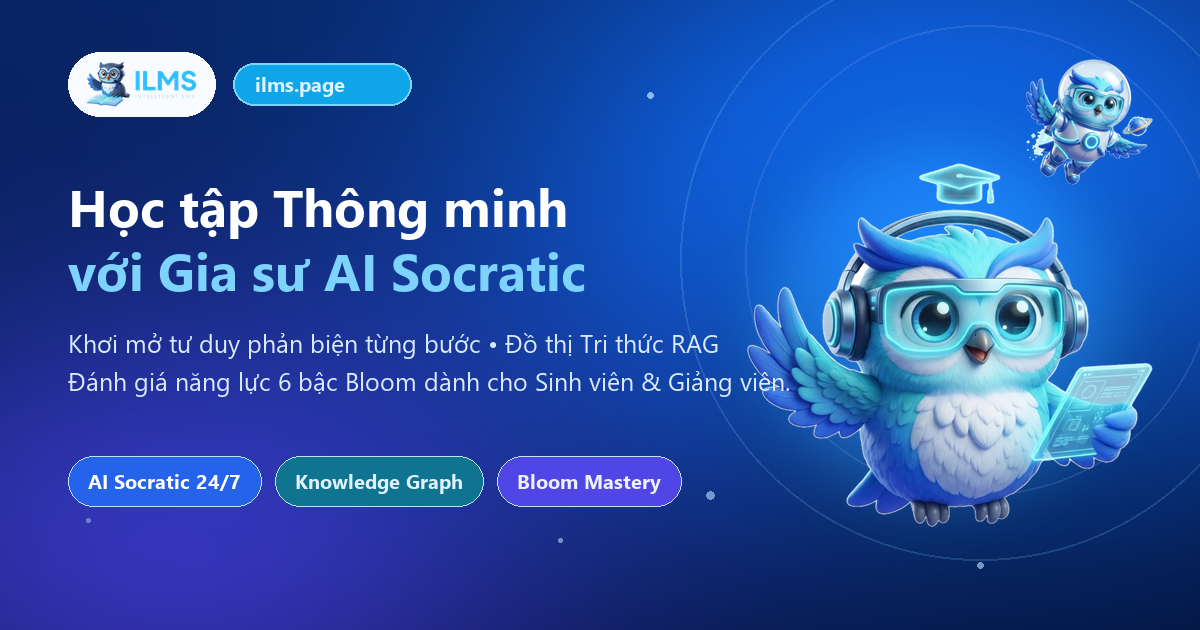 ILMS
INTELLIGENT LMS
ilms.page
Học tập Thông minh
với Gia sư AI Socratic
Khơi mở tư duy phản biện từng bước • Đồ thị Tri thức RAG
Đánh giá năng lực 6 bậc Bloom dành cho Sinh viên & Giảng viên.
AI Socratic 24/7
Knowledge Graph
Bloom Mastery